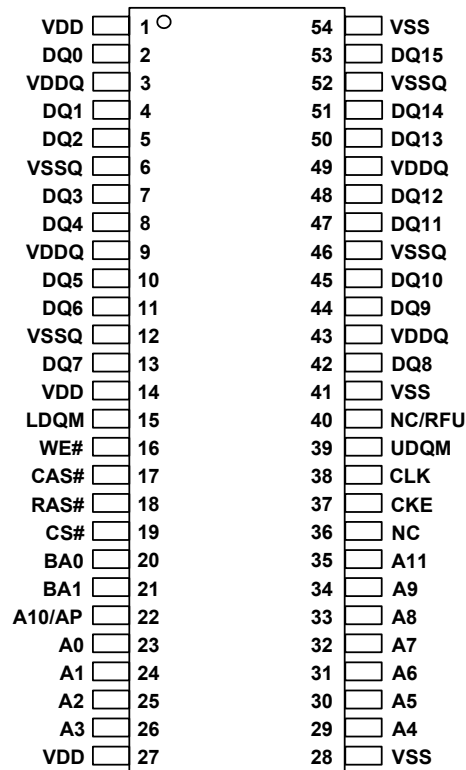 VDD 1 54 VSS
DQ0 2 53 DQ15
VDDQ 3 52 VSSQ
DQ1 4 51 DQ14
DQ2 5 50 DQ13
VSSQ 6 49 VDDQ
DQ3 7 48 DQ12
DQ4 8 47 DQ11
VDDQ 9 46 VSSQ
DQ5 10 45 DQ10
DQ6 11 44 DQ9
VSSQ 12 43 VDDQ
DQ7 13 42 DQ8
VDD 14 41 VSS
LDQM 15 40 NC/RFU
WE# 16 39 UDQM
CAS# 17 38 CLK
RAS# 18 37 CKE
CS# 19 36 NC
BA0 20 35 A11
BA1 21 34 A9
A10/AP 22 33 A8
A0 23 32 A7
A1 24 31 A6
A2 25 30 A5
A3 26 29 A4
VDD 27 28 VSS